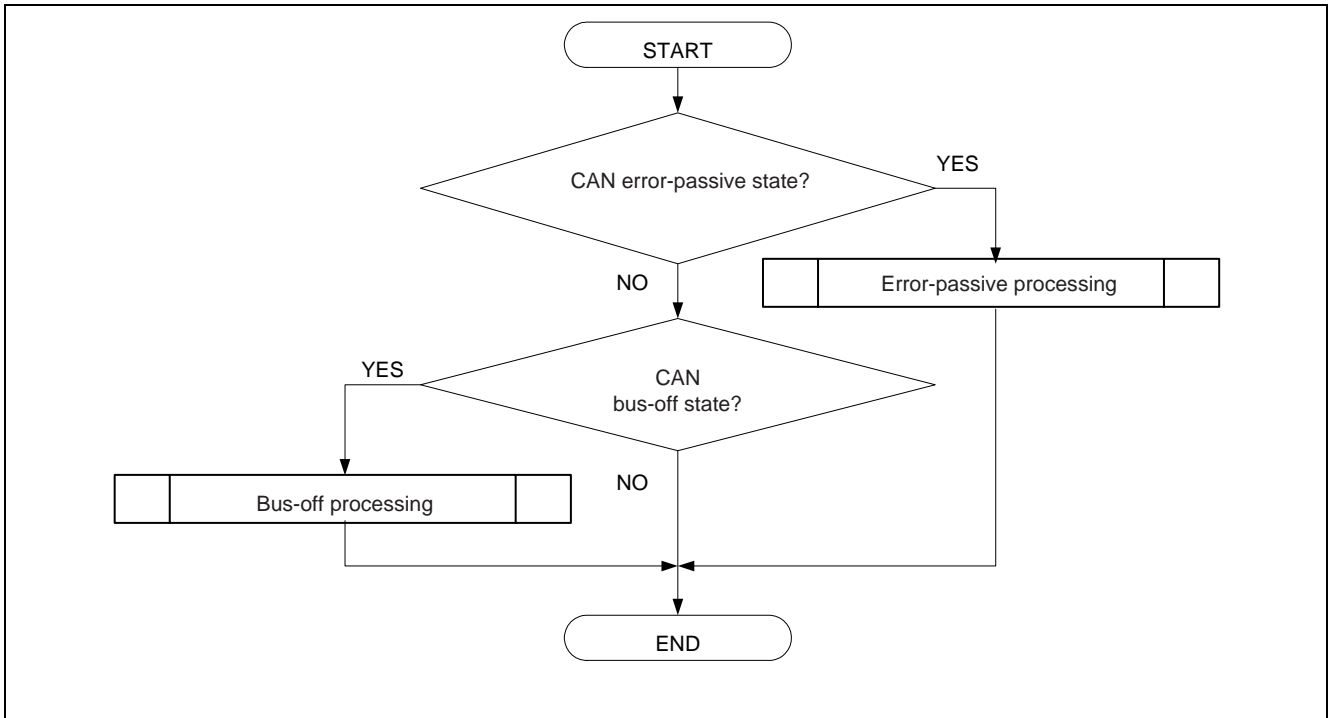 START
CAN error-passive state?
YES
NO
Error-passive processing
YES
CAN
bus-off state?
NO
Bus-off processing
END